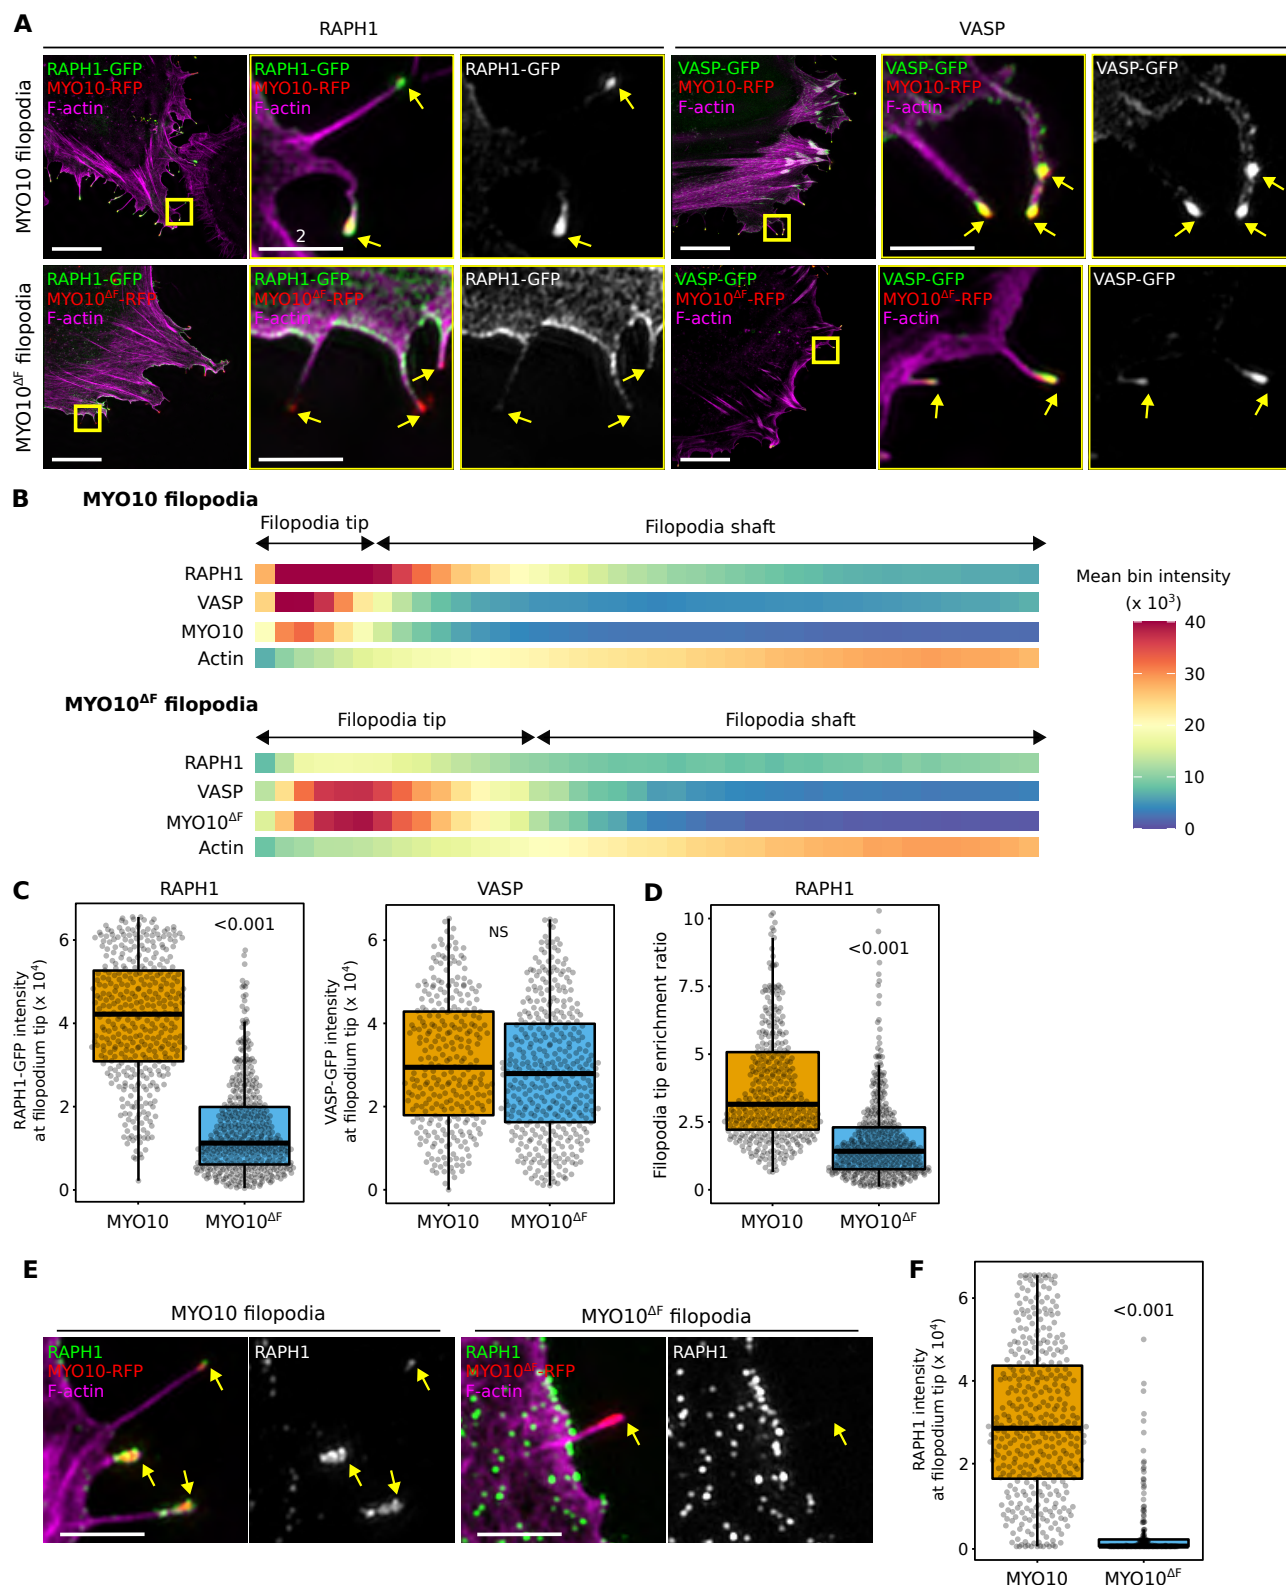 A
RAPH1
VASP
MYO10 filopodia
RAPH1-GFP
MYO10-RFP
F-actin
RAPH1-GFP
MYO10-RFP
F-actin
2
RAPH1-GFP
VASP-GFP
MYO10-RFP
F-actin
VASP-GFP
MYO10-RFP
F-actin
VASP-GFP
MYO10ΔF filopodia
RAPH1-GFP
MYO10ΔF-RFP
F-actin
RAPH1-GFP
MYO10ΔF-RFP
F-actin
RAPH1-GFP
VASP-GFP
MYO10ΔF-RFP
F-actin
VASP-GFP
MYO10ΔF-RFP
F-actin
VASP-GFP
B
MYO10 filopodia
Filopodia tip
Filopodia shaft
RAPH1
VASP
MYO10
Actin
MYO10ΔF filopodia
Filopodia tip
Filopodia shaft
RAPH1
VASP
MYO10ΔF
Actin
Mean bin intensity
(x 10³)
40
30
20
10
0
C
RAPH1
RAPH1-GFP intensity
at filopodium tip (x 10⁴)
6
4
2
0
<0.001
MYO10
MYO10ΔF
VASP
VASP-GFP intensity
at filopodium tip (x 10⁴)
6
4
2
0
NS
MYO10
MYO10ΔF
D
RAPH1
Filopodia tip enrichment ratio
10
7.5
5
2.5
0
<0.001
MYO10
MYO10ΔF
E
MYO10 filopodia
RAPH1
MYO10-RFP
F-actin
RAPH1
MYO10ΔF filopodia
RAPH1
MYO10ΔF-RFP
F-actin
RAPH1
F
RAPH1 intensity
at filopodium tip (x 10⁴)
6
4
2
0
<0.001
MYO10
MYO10ΔF